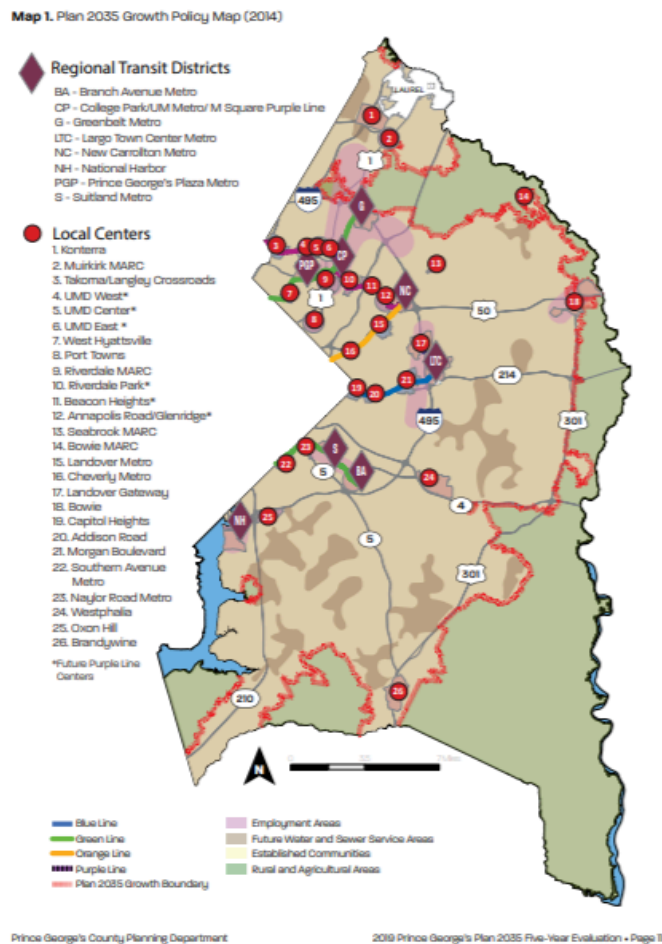 Map 1. Plan 2035 Growth Policy Map (2014)
Regional Transit Districts
BA - Branch Avenue Metro
CP - College Park/UM Metro/ M Square Purple Line
G - Greenbelt Metro
LTC - Largo Town Center Metro
NC - New Carrollton Metro
NH - National Harbor
PGP - Prince George's Plaza Metro
S - Suitland Metro
Local Centers
1. Konterra
2. Muirkirk MARC
3. Takoma/Langley Crossroads
4. UMD West*
5. UMD Center*
6. UMD East *
7. West Hyattsville
8. Port Towns
9. Riverdale MARC
10. Riverdale Park*
11. Beacon Heights*
12. Annapolis Road/Glenridge*
13. Seabrook MARC
14. Bowie MARC
15. Landover Metro
16. Cheverly Metro
17. Landover Gateway
18. Bowie
19. Capitol Heights
20. Addison Road
21. Morgan Boulevard
22. Southern Avenue
Metro
23. Naylor Road Metro
24. Westphalia
25. Oxon Hill
26. Brandywine
*Future Purple Line
Centers
LAUREL
1
2
1
495
14
G
3
4
5
6
CP
PGP
13
9
10
11
12
NC
7
1
8
18
50
15
17
16
LTC
214
21
19
20
301
495
23
S
22
5
BA
24
4
NH
25
5
301
26
210
N
Blue Line
Green Line
Orange Line
Purple Line
Plan 2035 Growth Boundary
Employment Areas
Future Water and Sewer Service Areas
Established Communities
Rural and Agricultural Areas
Prince George's County Planning Department
2019 Prince George's Plan 2035 Five-Year Evaluation • Page 11